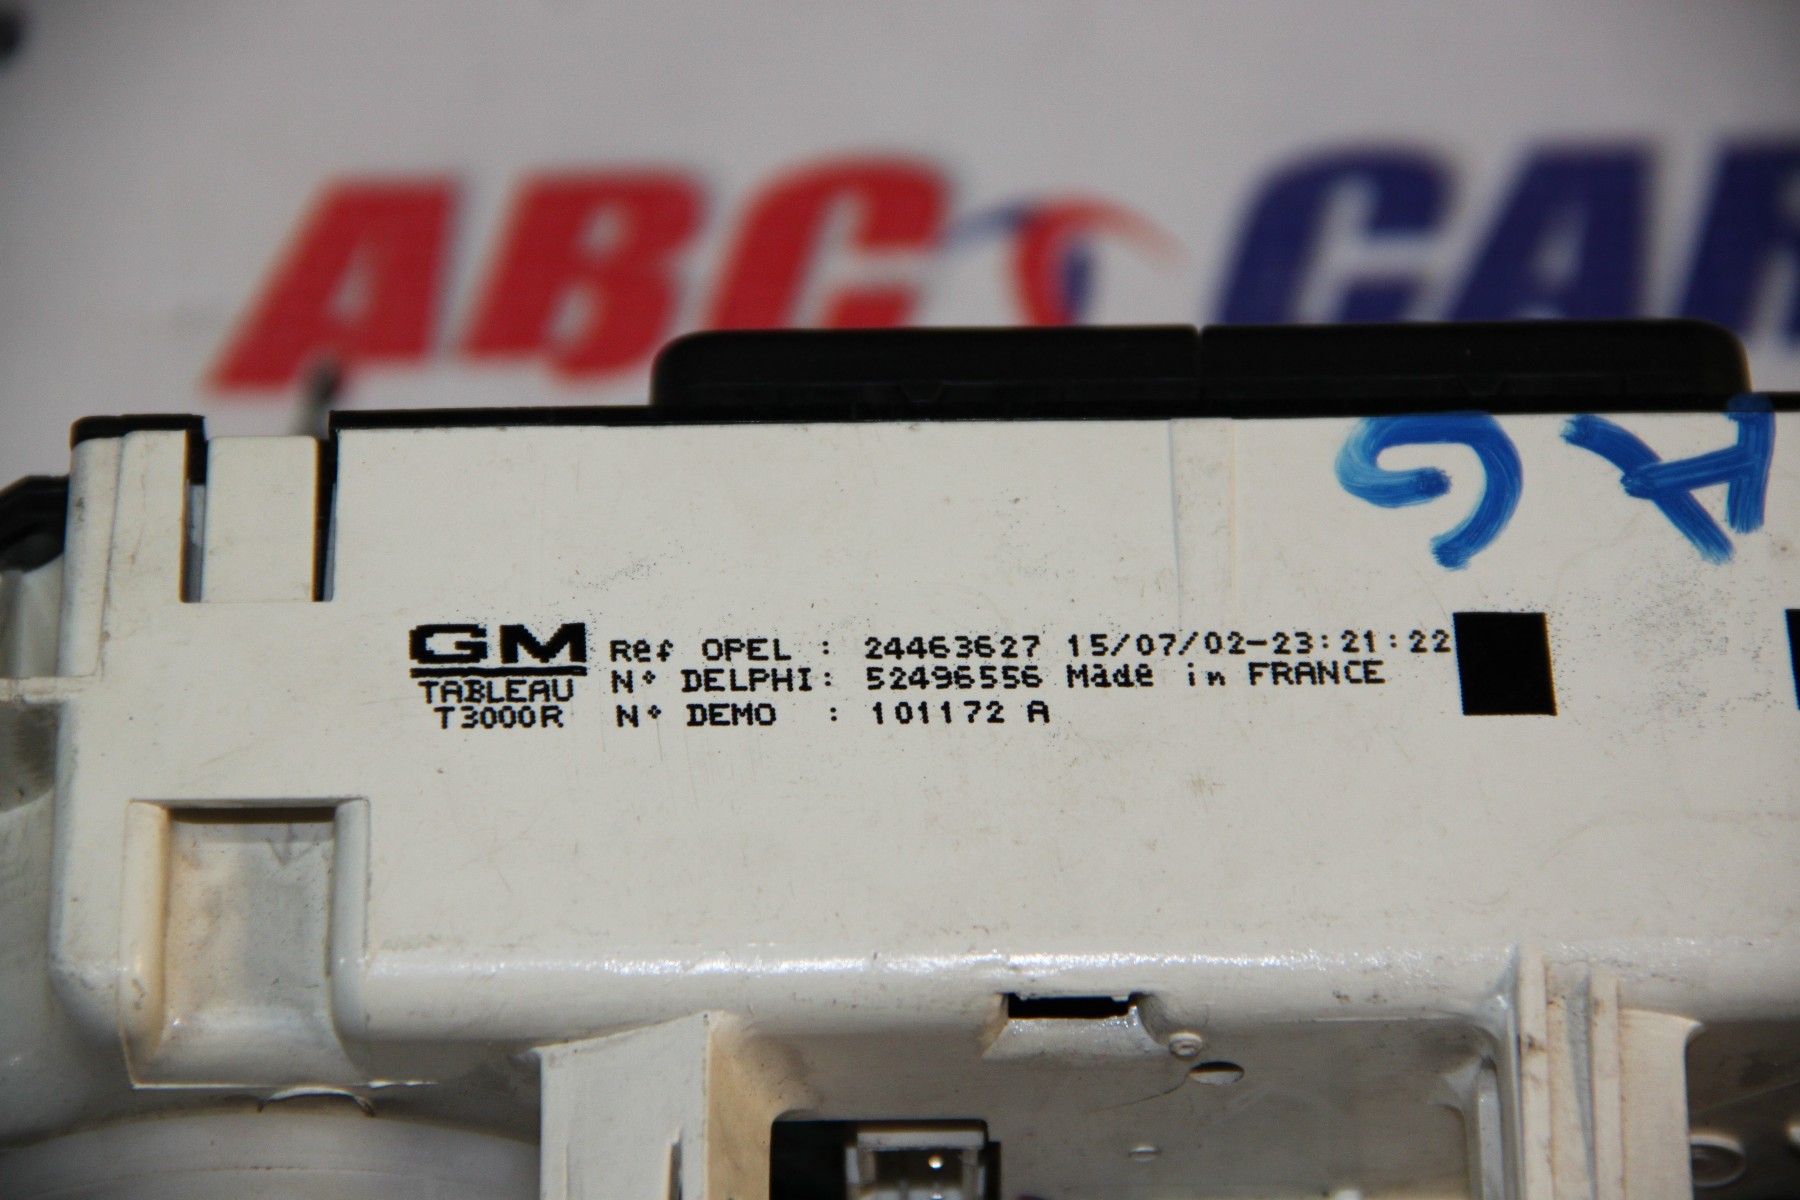 ABC CAR
GM Ref OPEL : 24463627 15/07/02-23:21:22
TABLEAU N° DELPHI: 52496556 Made in FRANCE
T3000R N° DEMO : 101172 A